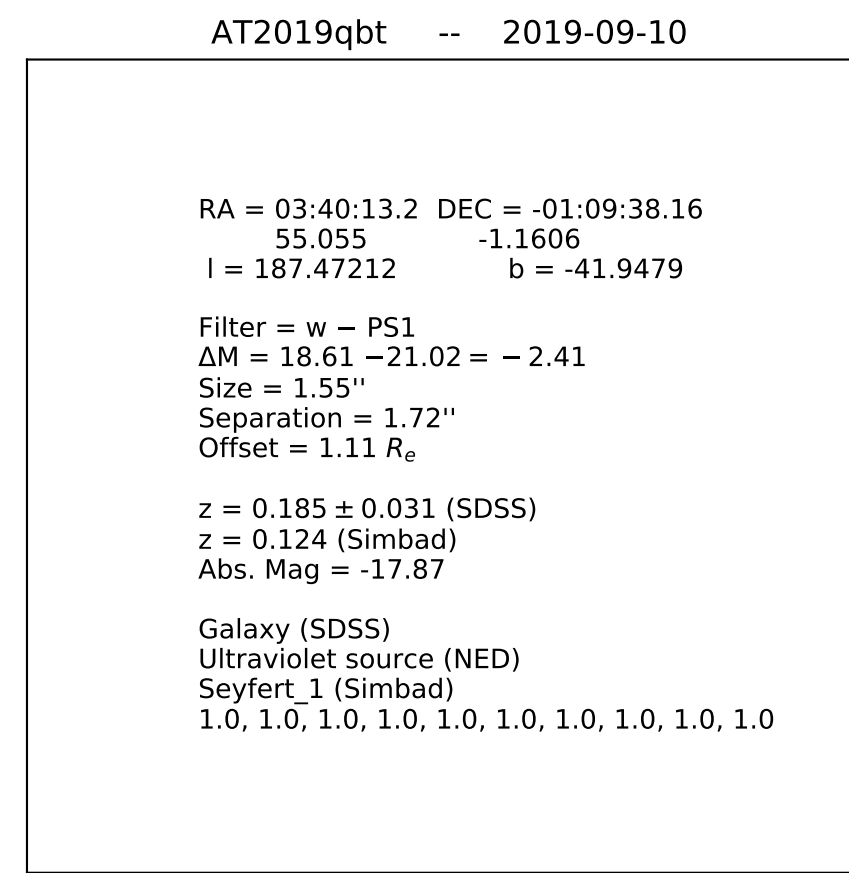 AT2019qbt -- 2019-09-10
RA = 03:40:13.2 DEC = -01:09:38.16
55.055 -1.1606
l = 187.47212 b = -41.9479
Filter = w − PS1
ΔM = 18.61 −21.02 = − 2.41
Size = 1.55''
Separation = 1.72''
Offset = 1.11 Re
z = 0.185 ± 0.031 (SDSS)
z = 0.124 (Simbad)
Abs. Mag = -17.87
Galaxy (SDSS)
Ultraviolet source (NED)
Seyfert_1 (Simbad)
1.0, 1.0, 1.0, 1.0, 1.0, 1.0, 1.0, 1.0, 1.0, 1.0